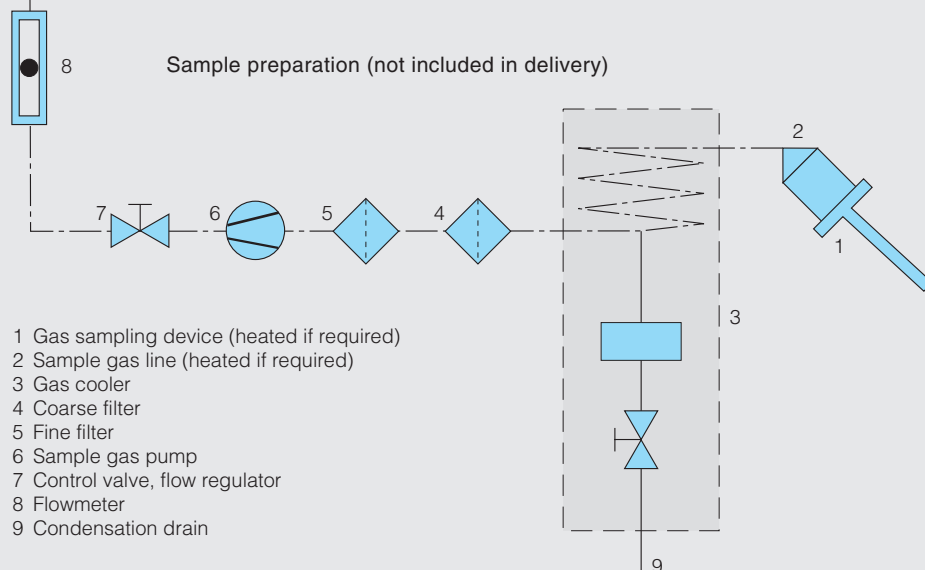 8
Sample preparation (not included in delivery)
2
7
6
5
4
1
3
1 Gas sampling device (heated if required)
2 Sample gas line (heated if required)
3 Gas cooler
4 Coarse filter
5 Fine filter
6 Sample gas pump
7 Control valve, flow regulator
8 Flowmeter
9 Condensation drain
9